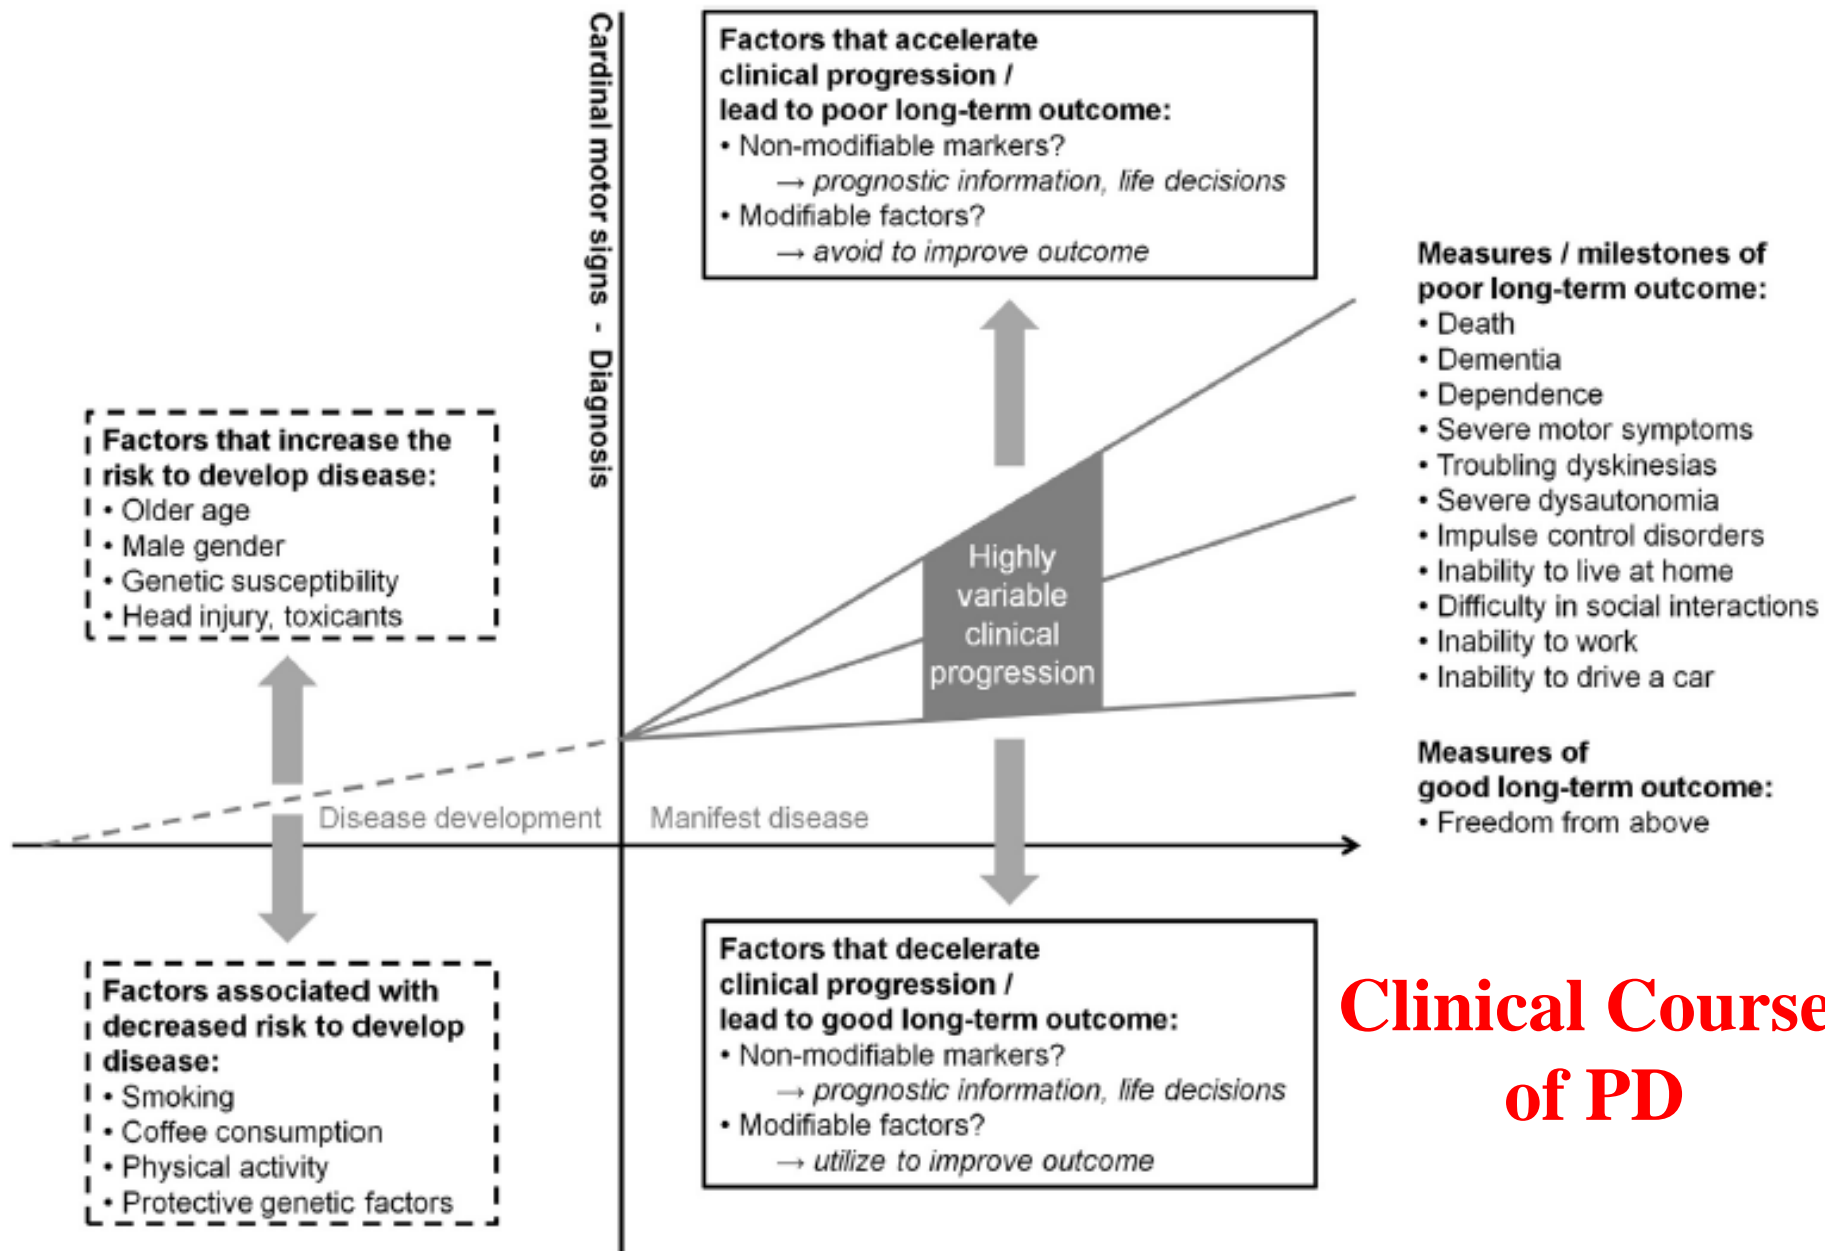 Cardinal motor signs - Diagnosis
Factors that accelerate
clinical progression /
lead to poor long-term outcome:
• Non-modifiable markers?
→ prognostic information, life decisions
• Modifiable factors?
→ avoid to improve outcome
Measures / milestones of
poor long-term outcome:
• Death
• Dementia
• Dependence
• Severe motor symptoms
• Troubling dyskinesias
• Severe dysautonomia
• Impulse control disorders
• Inability to live at home
• Difficulty in social interactions
• Inability to work
• Inability to drive a car
Measures of
good long-term outcome:
• Freedom from above
Factors that increase the
risk to develop disease:
• Older age
• Male gender
• Genetic susceptibility
• Head injury, toxicants
Highly
variable
clinical
progression
Disease development
Manifest disease
Factors associated with
decreased risk to develop
disease:
• Smoking
• Coffee consumption
• Physical activity
• Protective genetic factors
Factors that decelerate
clinical progression /
lead to good long-term outcome:
• Non-modifiable markers?
→ prognostic information, life decisions
• Modifiable factors?
→ utilize to improve outcome
Clinical Course
of PD